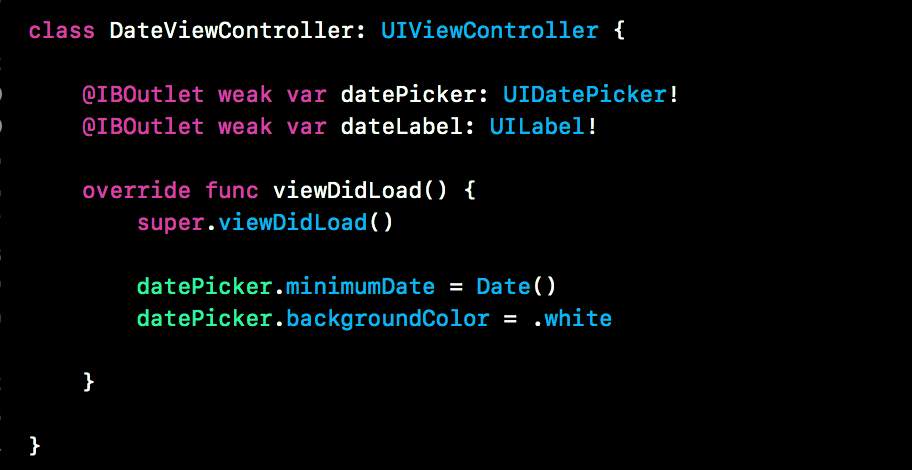 class DateViewController: UIViewController {
@IBOutlet weak var datePicker: UIDatePicker!
@IBOutlet weak var dateLabel: UILabel!
override func viewDidLoad() {
super.viewDidLoad()
datePicker.minimumDate = Date()
datePicker.backgroundColor = .white
}
}